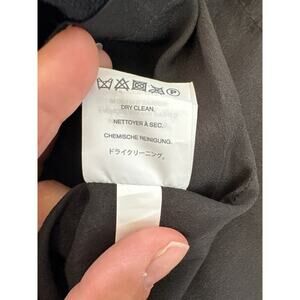 P
DRY CLEAN.
NETTOYER À SEC.
CHEMISCHE REINIGUNG.
ドライクリーニング。